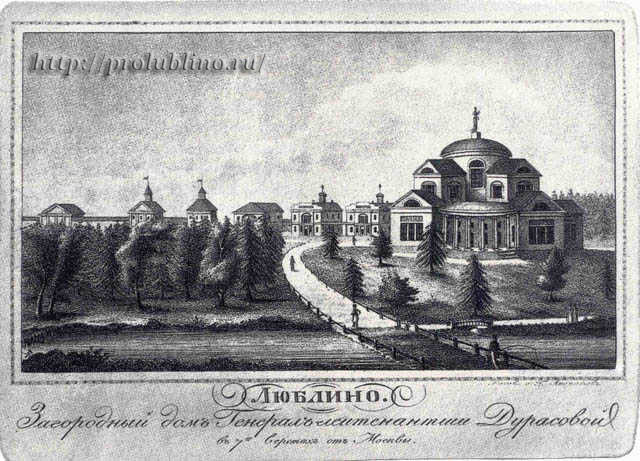 http://prolublino.ru/
Люблино.
Загородный домъ Генералъ-лейтенантши Дурасовой
въ 7ми верстахъ отъ Москвы.